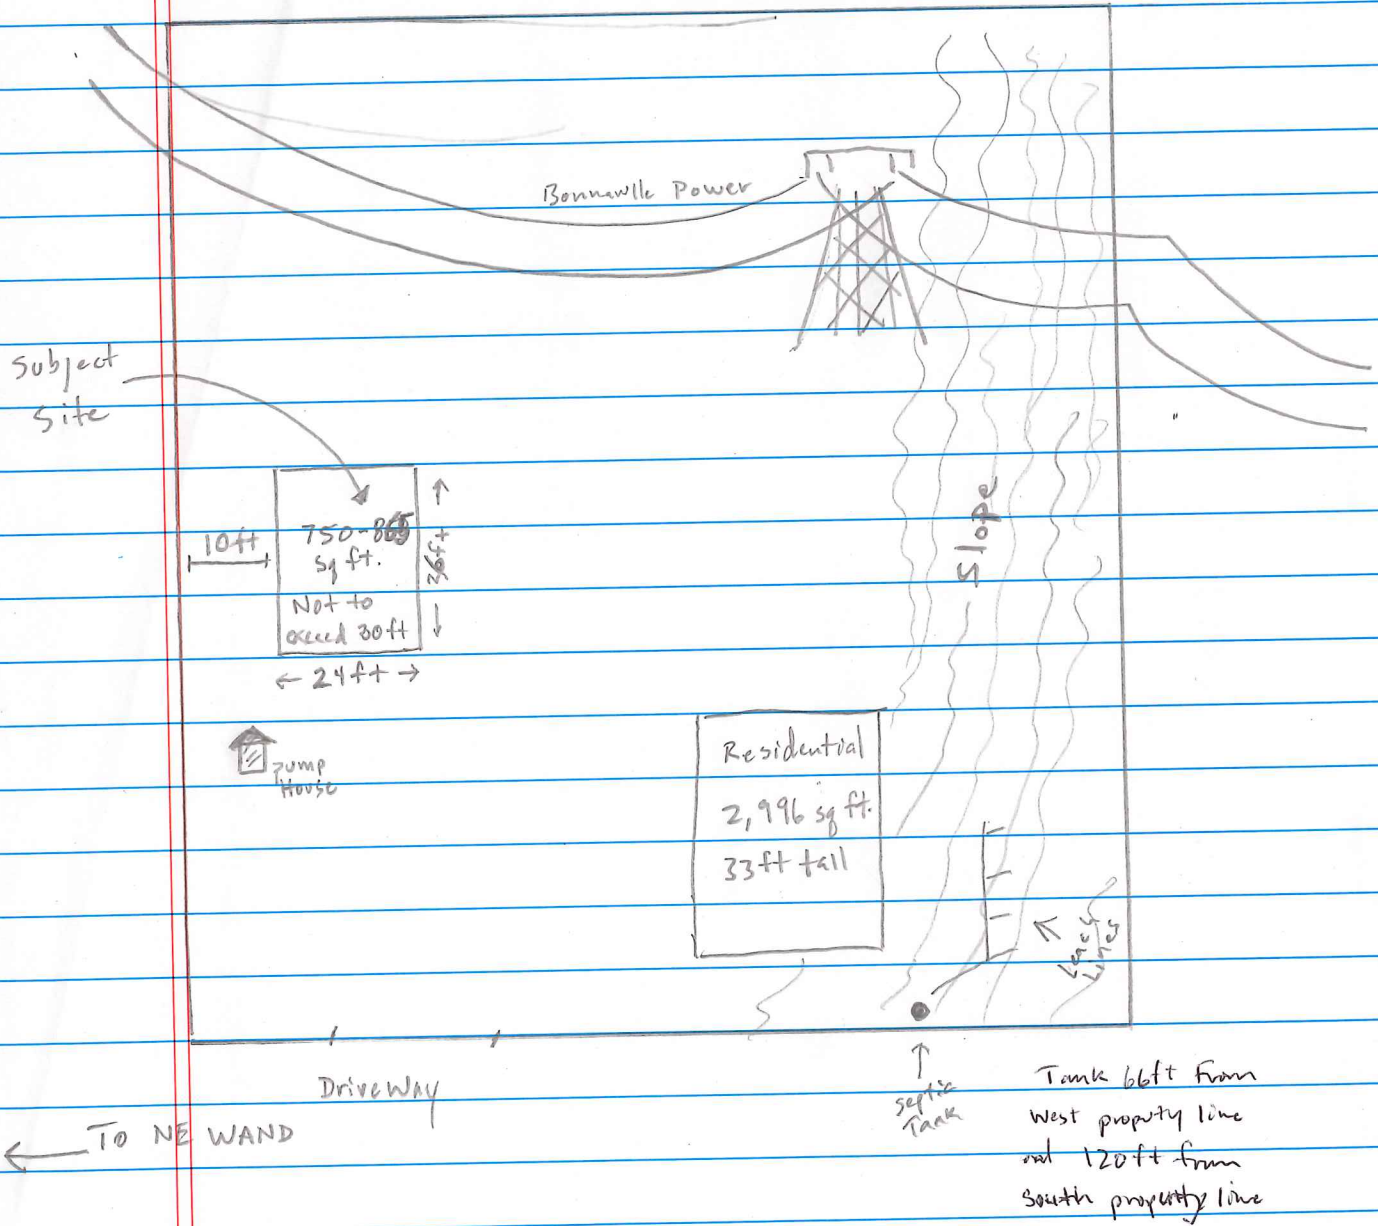 Bonnewlle Power
Subject
Site
10ft
750-865
Sq ft.
Not to
exceed 30ft
36ft
← 24ft →
Slope
Pump
House
Residential
2,996 sq ft.
33ft tall
Leach
Lines
Septic
Tank
DriveWay
← TO NE WAND
Tank 66ft from
West property line
and 120ft from
South property line